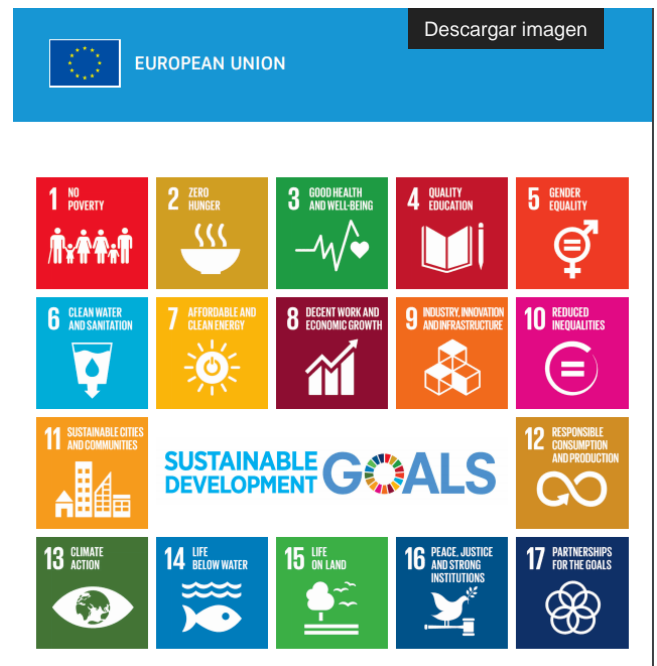 Descargar imagen
EUROPEAN UNION
1 NO
POVERTY
2 ZERO
HUNGER
3 GOOD HEALTH
AND WELL-BEING
4 QUALITY
EDUCATION
5 GENDER
EQUALITY
6 CLEAN WATER
AND SANITATION
7 AFFORDABLE AND
CLEAN ENERGY
8 DECENT WORK AND
ECONOMIC GROWTH
9 INDUSTRY, INNOVATION
AND INFRASTRUCTURE
10 REDUCED
INEQUALITIES
11 SUSTAINABLE CITIES
AND COMMUNITIES
SUSTAINABLE
DEVELOPMENT GOALS
12 RESPONSIBLE
CONSUMPTION
AND PRODUCTION
13 CLIMATE
ACTION
14 LIFE
BELOW WATER
15 LIFE
ON LAND
16 PEACE, JUSTICE
AND STRONG
INSTITUTIONS
17 PARTNERSHIPS
FOR THE GOALS